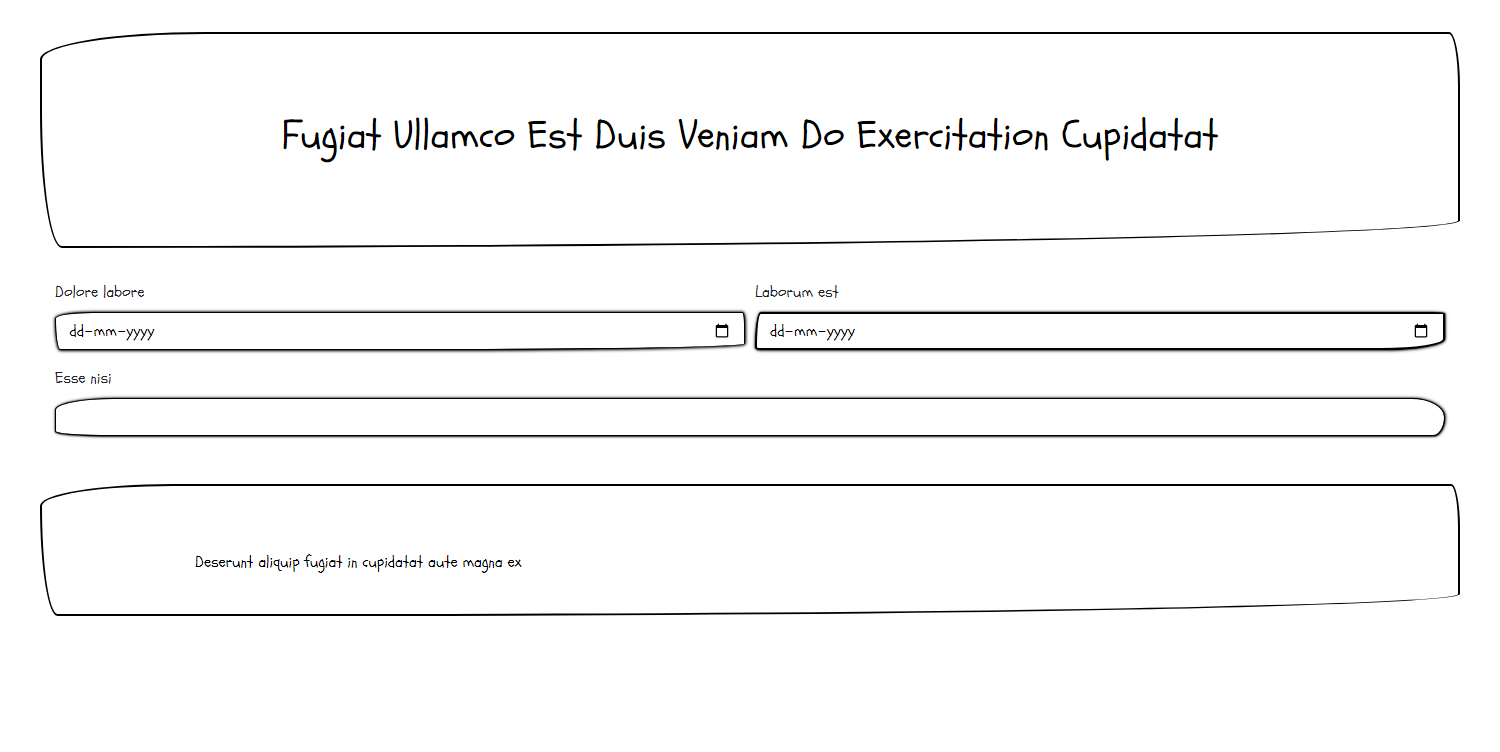 Fugiat Ullamco Est Duis Veniam Do Exercitation Cupidatat
Dolore labore
Laborum est
dd-mm-yyyy
dd-mm-yyyy
Esse nisi
Deserunt aliquip fugiat in cupidatat aute magna ex